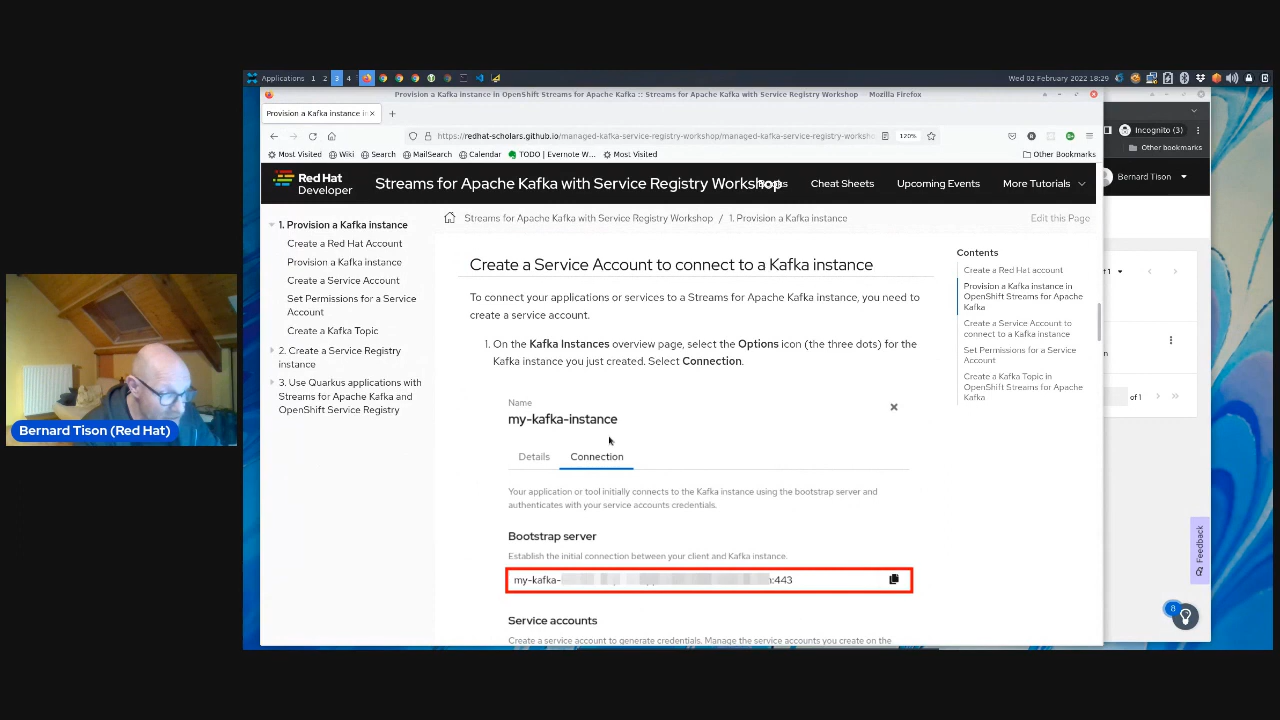 Applications 1 2 3 4
Wed 02 February 2022 18:29
Provision a Kafka instance in OpenShift Streams for Apache Kafka :: Streams for Apache Kafka with Service Registry Workshop — Mozilla Firefox
Provision a Kafka instance in
https://redhat-scholars.github.io/managed-kafka-service-registry-workshop/managed-kafka-service-registry-worksh
120%
Incognito (3)
Most Visited Wiki Search MailSearch Calendar TODO | Evernote W... Most Visited Other Bookmarks
Other bookmarks
Red Hat
Developer
Streams for Apache Kafka with Service Registry Workshop
Cheat Sheets Upcoming Events More Tutorials
Bernard Tison
Streams for Apache Kafka with Service Registry Workshop / 1. Provision a Kafka instance
Edit this Page
1. Provision a Kafka instance
Create a Red Hat Account
Provision a Kafka instance
Create a Service Account
Set Permissions for a Service
Account
Create a Kafka Topic
2. Create a Service Registry
instance
3. Use Quarkus applications with
Streams for Apache Kafka and
OpenShift Service Registry
Create a Service Account to connect to a Kafka instance
To connect your applications or services to a Streams for Apache Kafka instance, you need to
create a service account.
1. On the Kafka Instances overview page, select the Options icon (the three dots) for the
Kafka instance you just created. Select Connection.
Name
my-kafka-instance
Details Connection
Your application or tool initially connects to the Kafka instance using the bootstrap server and
authenticates with your service accounts credentials.
Bootstrap server
Establish the initial connection between your client and Kafka instance.
my-kafka- :443
Service accounts
Create a service account to generate credentials. Manage the service accounts you create on the
Contents
Create a Red Hat account
Provision a Kafka instance in
OpenShift Streams for Apache
Kafka
Create a Service Account to
connect to a Kafka instance
Set Permissions for a Service
Account
Create a Kafka Topic in
OpenShift Streams for Apache
Kafka
of 1
Feedback
8
Bernard Tison (Red Hat)